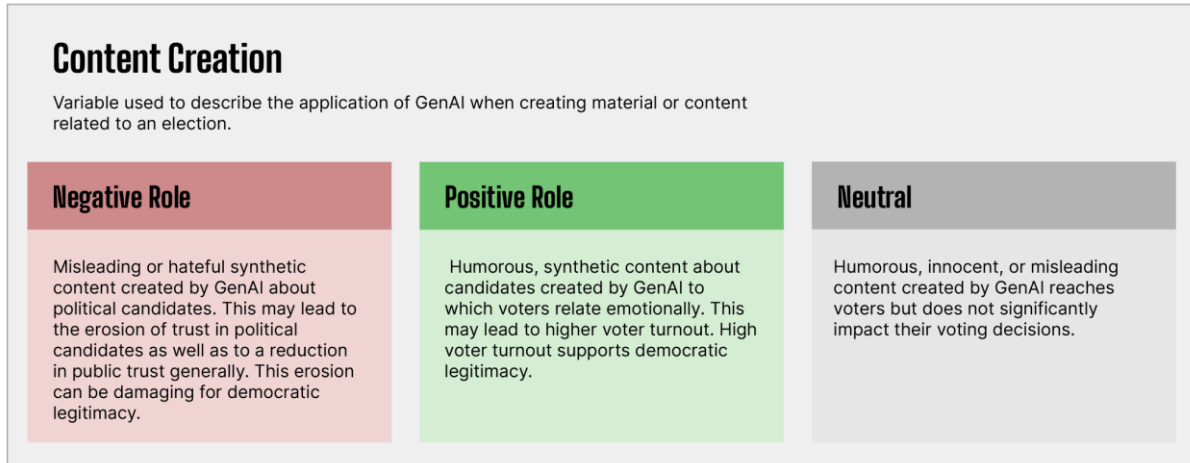 Content Creation
Variable used to describe the application of GenAI when creating material or content
related to an election.
Negative Role
Misleading or hateful synthetic
content created by GenAI about
political candidates. This may lead to
the erosion of trust in political
candidates as well as to a reduction
in public trust generally. This erosion
can be damaging for democratic
legitimacy.
Positive Role
Humorous, synthetic content about
candidates created by GenAI to
which voters relate emotionally. This
may lead to higher voter turnout. High
voter turnout supports democratic
legitimacy.
Neutral
Humorous, innocent, or misleading
content created by GenAI reaches
voters but does not significantly
impact their voting decisions.